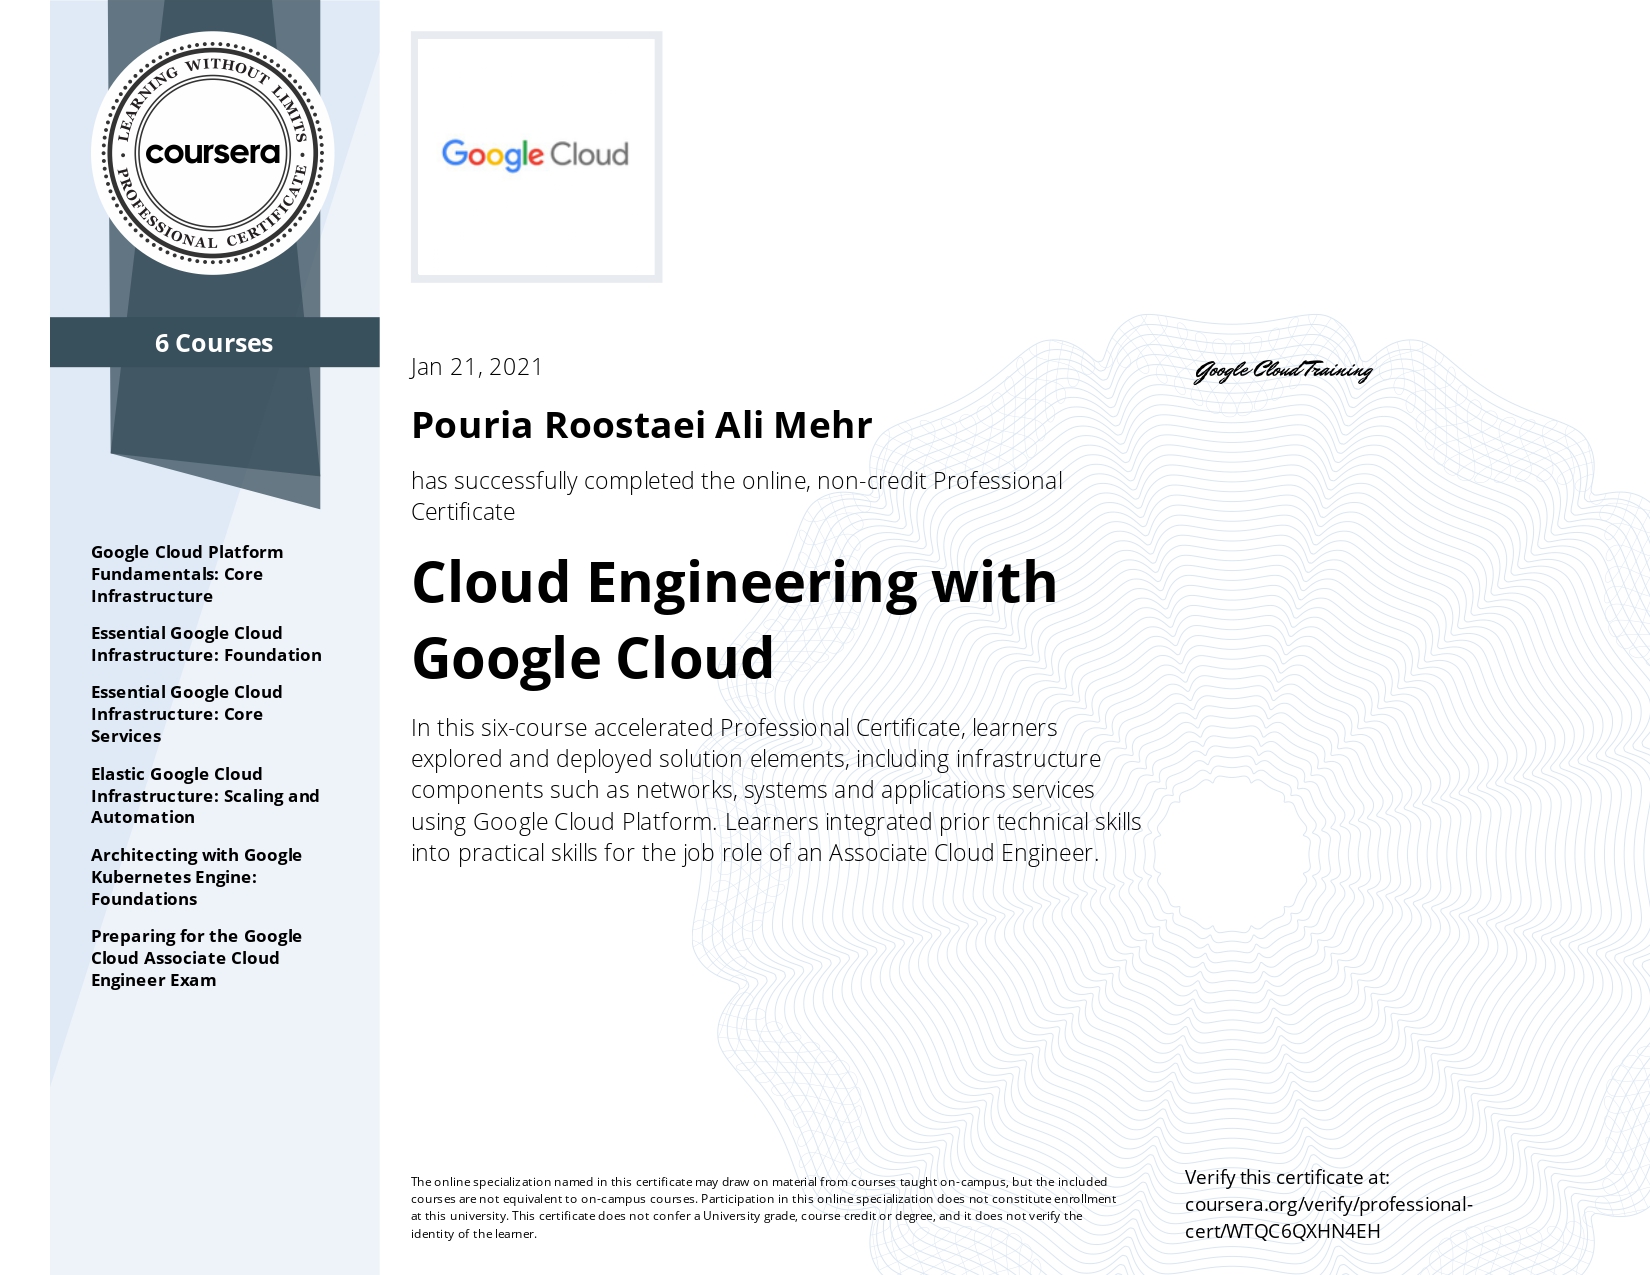 LEARNING WITHOUT LIMITS
coursera
PROFESSIONAL CERTIFICATE
6 Courses
Google Cloud Platform
Fundamentals: Core
Infrastructure
Essential Google Cloud
Infrastructure: Foundation
Essential Google Cloud
Infrastructure: Core
Services
Elastic Google Cloud
Infrastructure: Scaling and
Automation
Architecting with Google
Kubernetes Engine:
Foundations
Preparing for the Google
Cloud Associate Cloud
Engineer Exam
Google Cloud
Jan 21, 2021
Pouria Roostaei Ali Mehr
has successfully completed the online, non-credit Professional
Certificate
Cloud Engineering with
Google Cloud
In this six-course accelerated Professional Certificate, learners
explored and deployed solution elements, including infrastructure
components such as networks, systems and applications services
using Google Cloud Platform. Learners integrated prior technical skills
into practical skills for the job role of an Associate Cloud Engineer.
Google Cloud Training
The online specialization named in this certificate may draw on material from courses taught on-campus, but the included
courses are not equivalent to on-campus courses. Participation in this online specialization does not constitute enrollment
at this university. This certificate does not confer a University grade, course credit or degree, and it does not verify the
identity of the learner.
Verify this certificate at:
coursera.org/verify/professional-
cert/WTQC6QXHN4EH